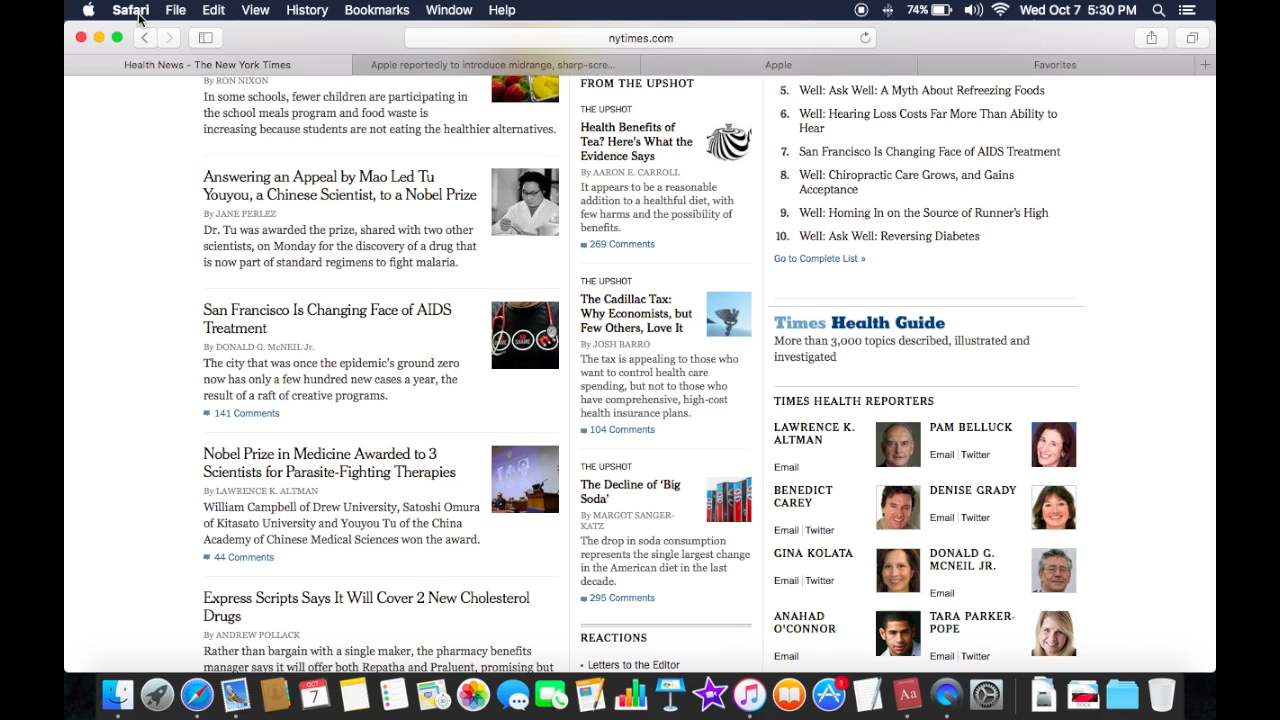 Safari File Edit View History Bookmarks Window Help 74% Wed Oct 7 5:30 PM
nytimes.com
Health News - The New York Times
Apple reportedly to introduce midrange, sharp-scre...
Apple
Favorites
By RON NIXON
In some schools, fewer children are participating in
the school meals program and food waste is
increasing because students are not eating the healthier alternatives.
Answering an Appeal by Mao Led Tu
Youyou, a Chinese Scientist, to a Nobel Prize
By JANE PERLEZ
Dr. Tu was awarded the prize, shared with two other
scientists, on Monday for the discovery of a drug that
is now part of standard regimens to fight malaria.
San Francisco Is Changing Face of AIDS
Treatment
By DONALD G. McNEIL Jr.
The city that was once the epidemic's ground zero
now has only a few hundred new cases a year, the
result of a raft of creative programs.
141 Comments
Nobel Prize in Medicine Awarded to 3
Scientists for Parasite-Fighting Therapies
By LAWRENCE K. ALTMAN
William Campbell of Drew University, Satoshi Omura
of Kitasato University and Youyou Tu of the China
Academy of Chinese Medical Sciences won the award.
44 Comments
Express Scripts Says It Will Cover 2 New Cholesterol
Drugs
By ANDREW POLLACK
Rather than bargain with a single maker, the pharmacy benefits
manager says it will offer both Repatha and Praluent, promising but
FROM THE UPSHOT
THE UPSHOT
Health Benefits of
Tea? Here's What the
Evidence Says
By AARON E. CARROLL
It appears to be a reasonable
addition to a healthful diet, with
few harms and the possibility of
benefits.
269 Comments
THE UPSHOT
The Cadillac Tax:
Why Economists, but
Few Others, Love It
By JOSH BARRO
The tax is appealing to those who
want to control health care
spending, but not to those who
have comprehensive, high-cost
health insurance plans.
104 Comments
THE UPSHOT
The Decline of 'Big
Soda'
By MARGOT SANGER-
KATZ
The drop in soda consumption
represents the single largest change
in the American diet in the last
decade.
295 Comments
REACTIONS
• Letters to the Editor
5. Well: Ask Well: A Myth About Refreezing Foods
6. Well: Hearing Loss Costs Far More Than Ability to
Hear
7. San Francisco Is Changing Face of AIDS Treatment
8. Well: Chiropractic Care Grows, and Gains
Acceptance
9. Well: Homing In on the Source of Runner's High
10. Well: Ask Well: Reversing Diabetes
Go to Complete List »
Times Health Guide
More than 3,000 topics described, illustrated and
investigated
TIMES HEALTH REPORTERS
LAWRENCE K.
ALTMAN
Email
PAM BELLUCK
Email | Twitter
BENEDICT
CAREY
Email | Twitter
DENISE GRADY
Email | Twitter
GINA KOLATA
Email | Twitter
DONALD G.
MCNEIL JR.
Email
ANAHAD
O'CONNOR
Email
TARA PARKER-
POPE
Email | Twitter
OCT
7
Aa
1